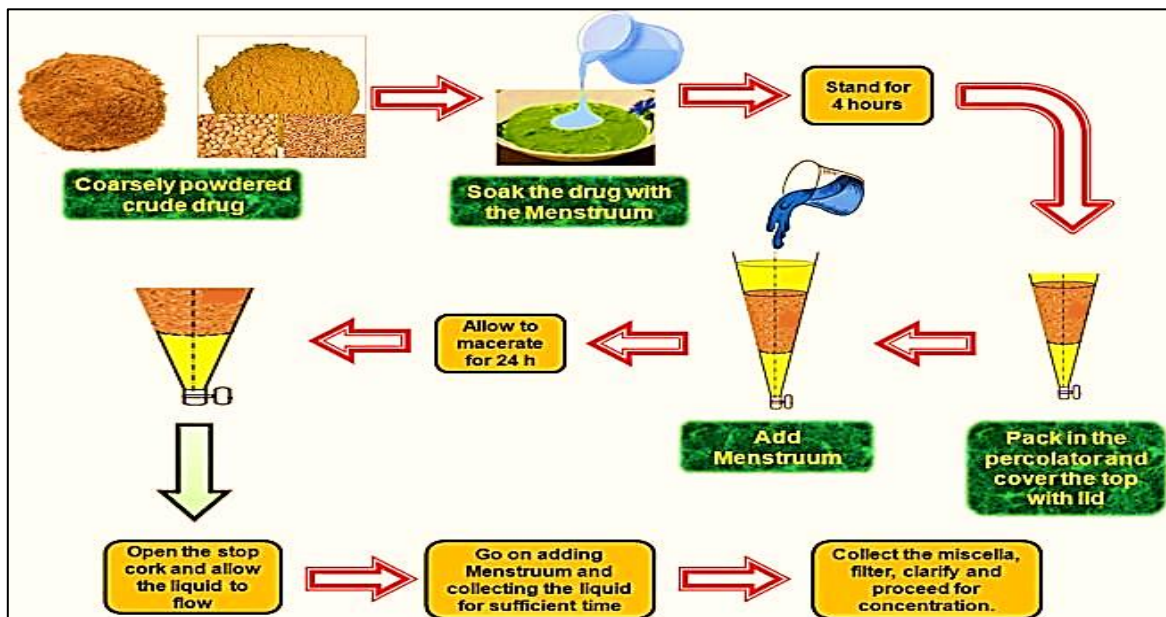 Coarsely powdered
crude drug
Soak the drug with
the Menstruum
Stand for
4 hours
Pack in the
percolator and
cover the top
with lid
Add
Menstruum
Allow to
macerate
for 24 h
Open the stop
cork and allow
the liquid to
flow
Go on adding
Menstruum and
collecting the liquid
for sufficient time
Collect the miscella,
filter, clarify and
proceed for
concentration.